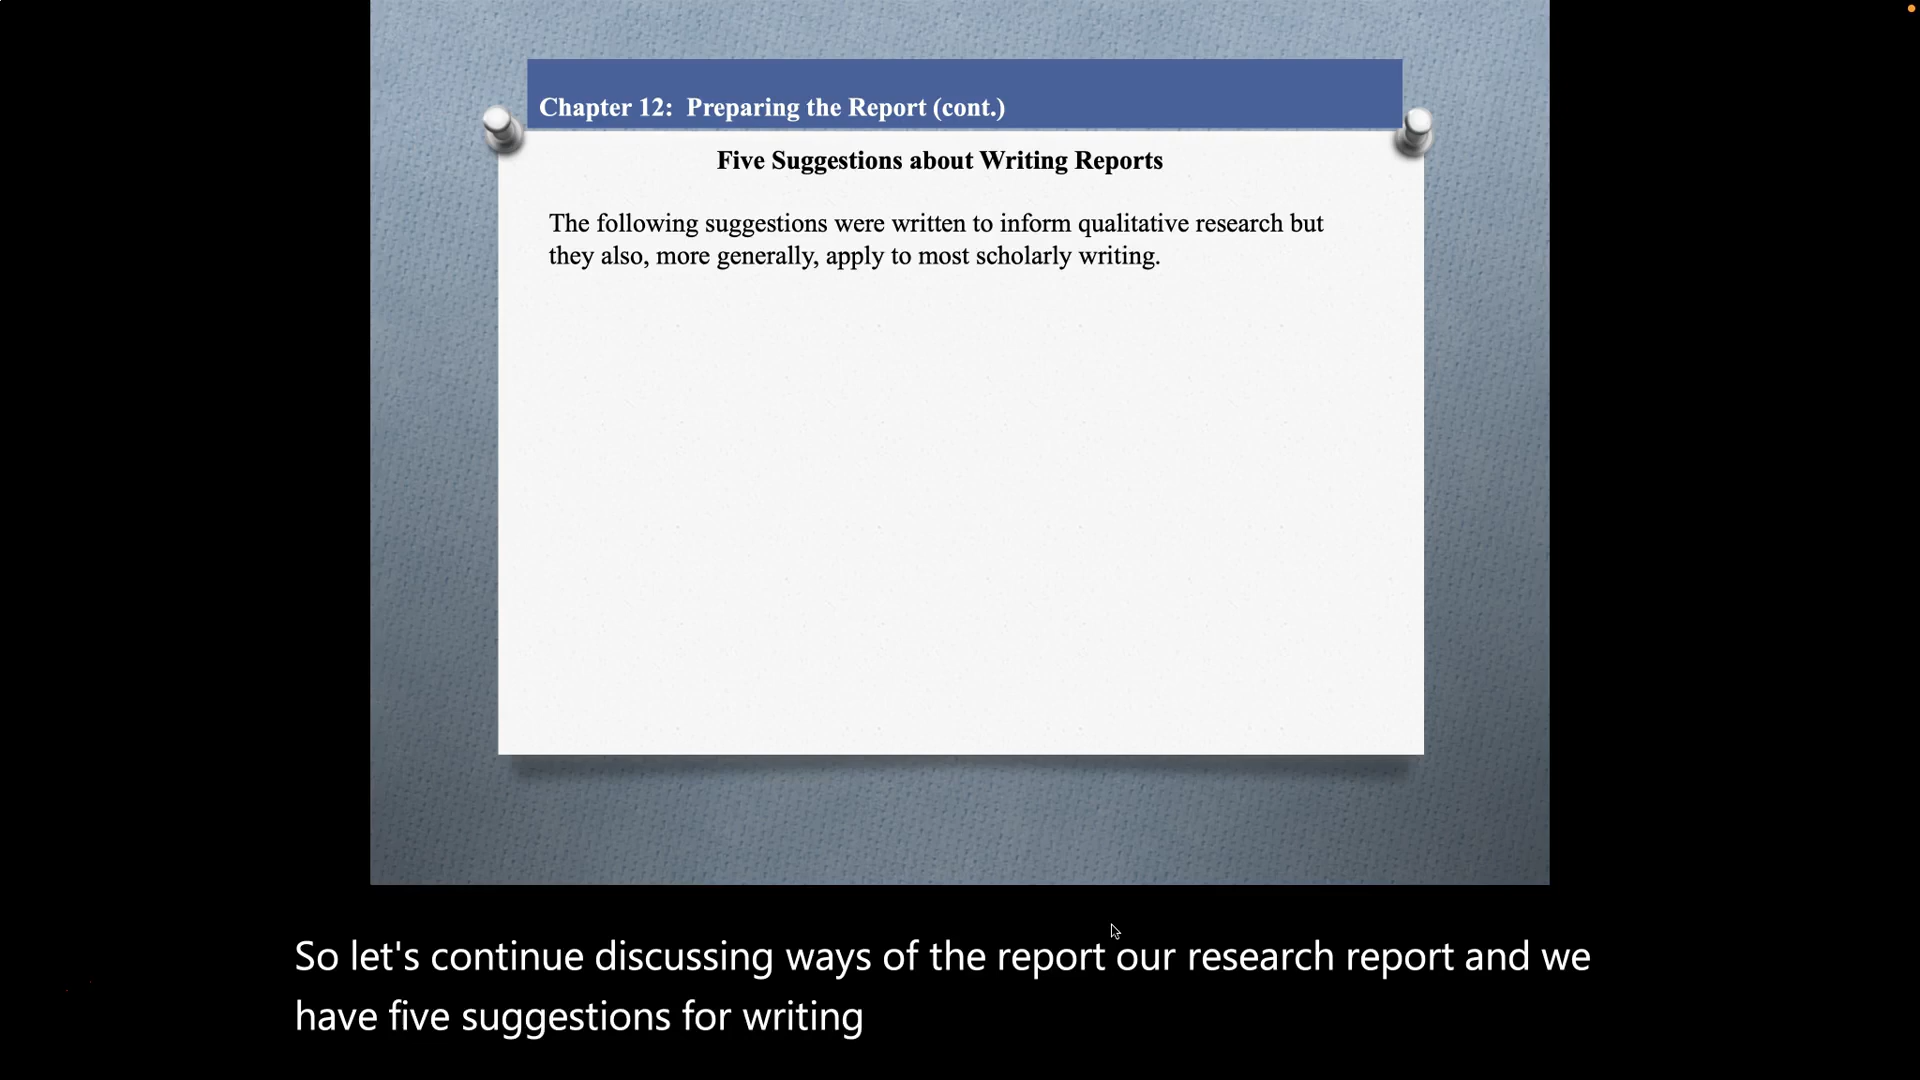 Chapter 12:  Preparing the Report (cont.)
Five Suggestions about Writing Reports
The following suggestions were written to inform qualitative research but
they also, more generally, apply to most scholarly writing.
So let's continue discussing ways of the report our research report and we
have five suggestions for writing